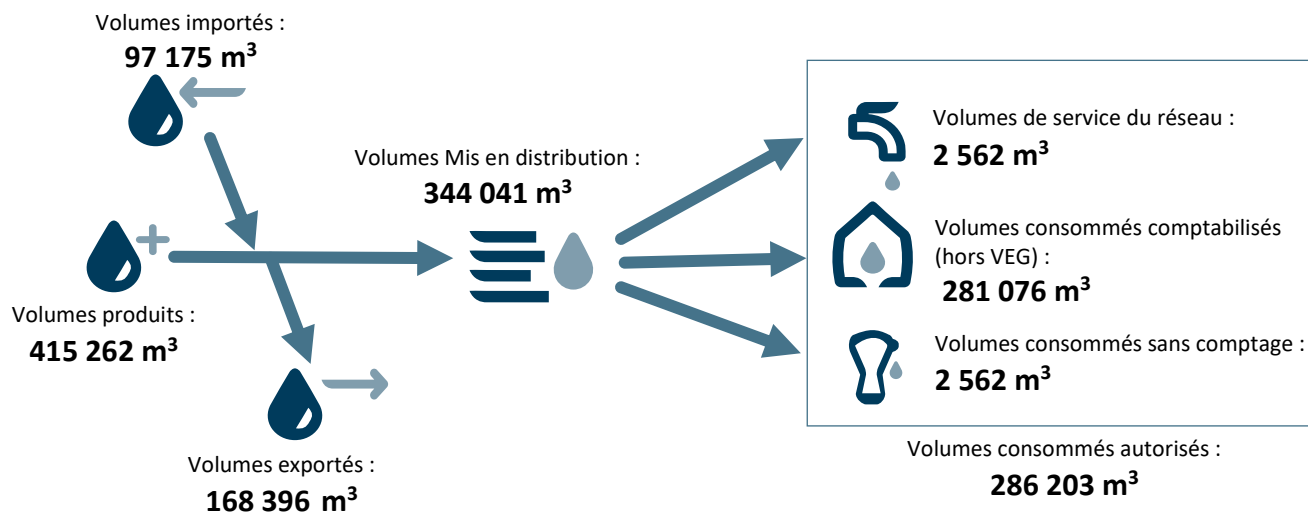 Volumes importés :
97 175 m³
Volumes produits :
415 262 m³
Volumes exportés :
168 396 m³
Volumes Mis en distribution :
344 041 m³
Volumes de service du réseau :
2 562 m³
Volumes consommés comptabilisés
(hors VEG) :
281 076 m³
Volumes consommés sans comptage :
2 562 m³
Volumes consommés autorisés :
286 203 m³